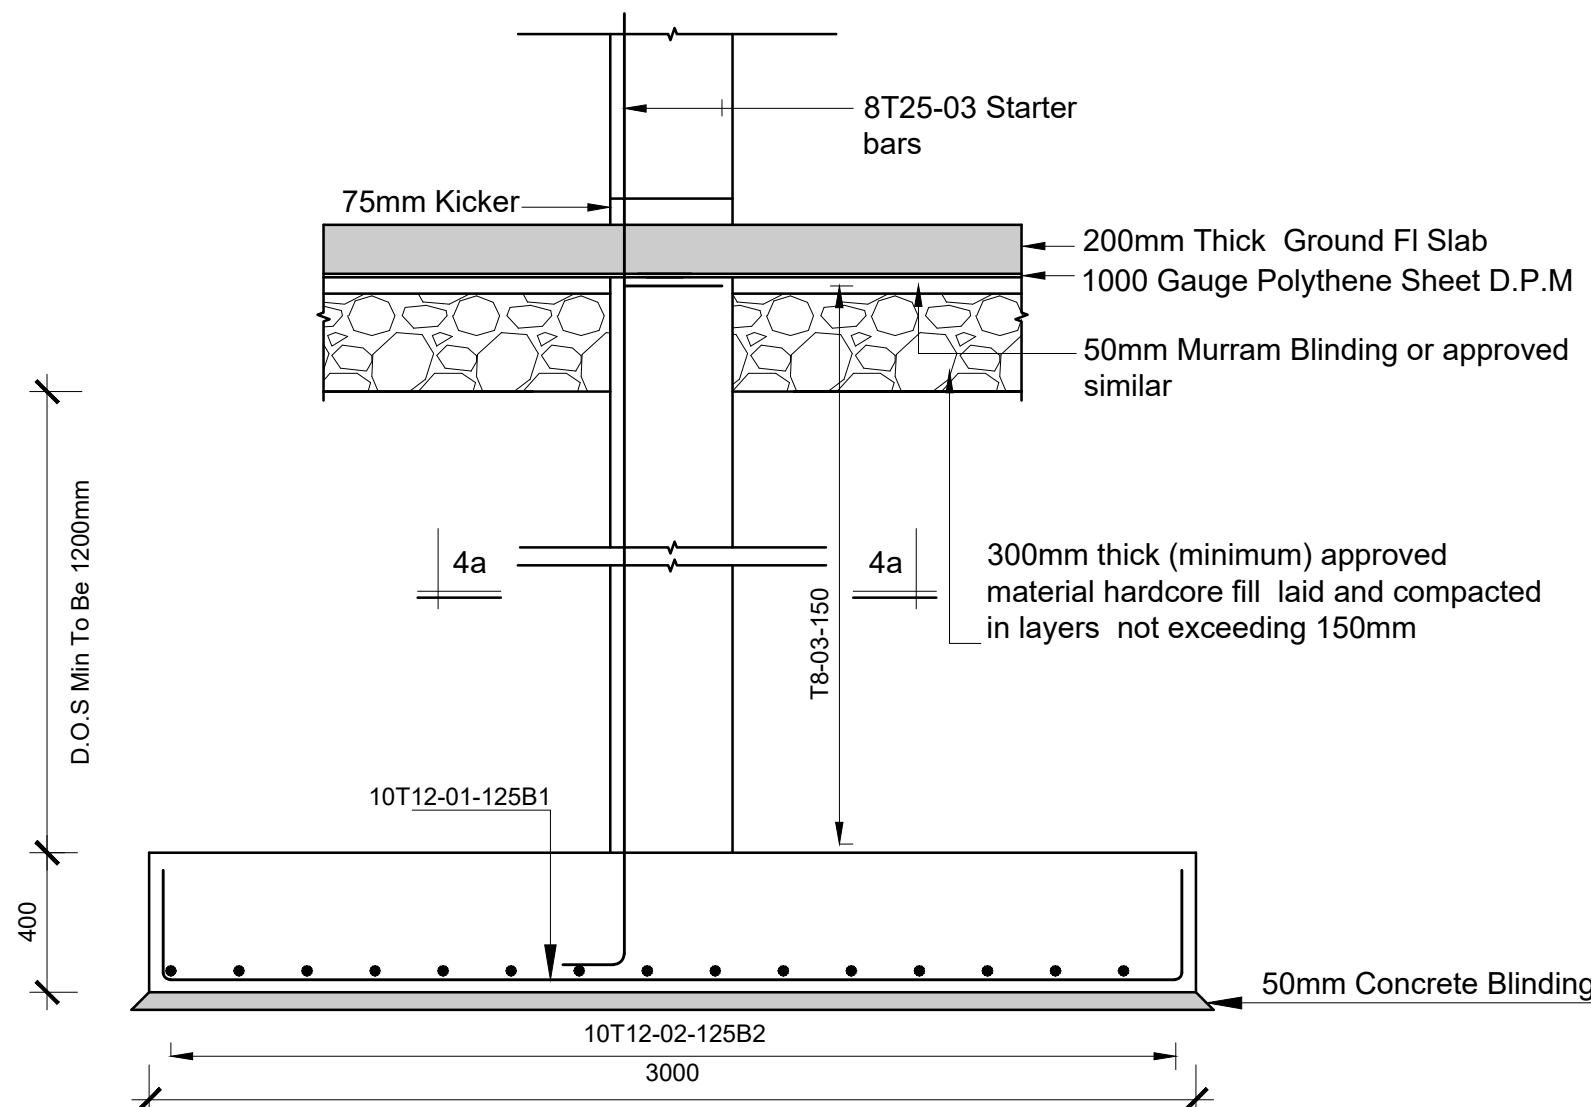 8T25-03 Starter
bars
75mm Kicker
200mm Thick Ground Fl Slab
1000 Gauge Polythene Sheet D.P.M
50mm Murram Blinding or approved
similar
D.O.S Min To Be 1200mm
4a
4a
300mm thick (minimum) approved
material hardcore fill laid and compacted
in layers not exceeding 150mm
T8-03-150
10T12-01-125B1
400
50mm Concrete Blinding
10T12-02-125B2
3000